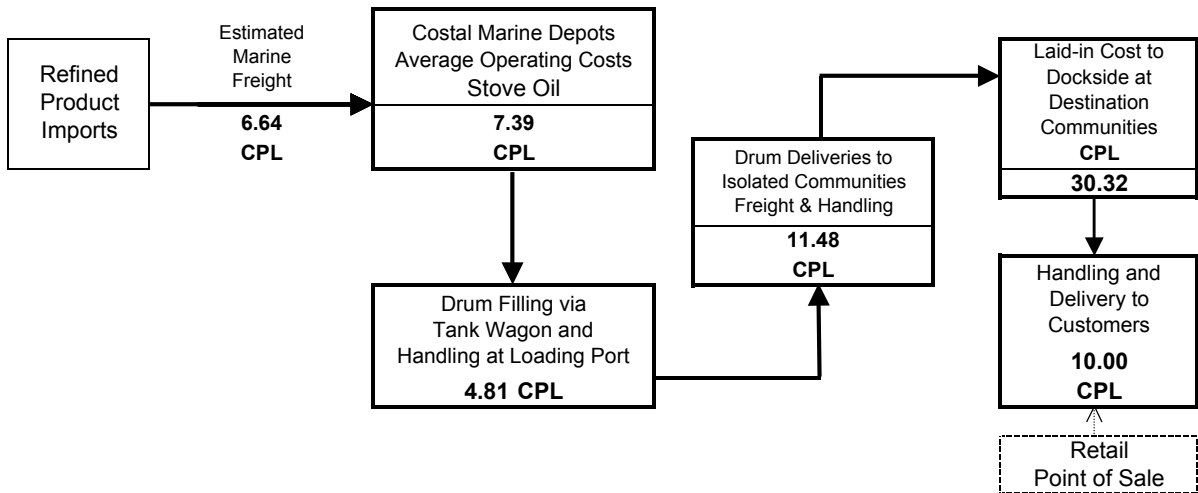 Refined
Product
Imports
Estimated
Marine
Freight
6.64
CPL
Costal Marine Depots
Average Operating Costs
Stove Oil
7.39
CPL
Drum Filling via
Tank Wagon and
Handling at Loading Port
4.81 CPL
Drum Deliveries to
Isolated Communities
Freight & Handling
11.48
CPL
Laid-in Cost to
Dockside at
Destination
Communities
CPL
30.32
Handling and
Delivery to
Customers
10.00
CPL
Retail
Point of Sale